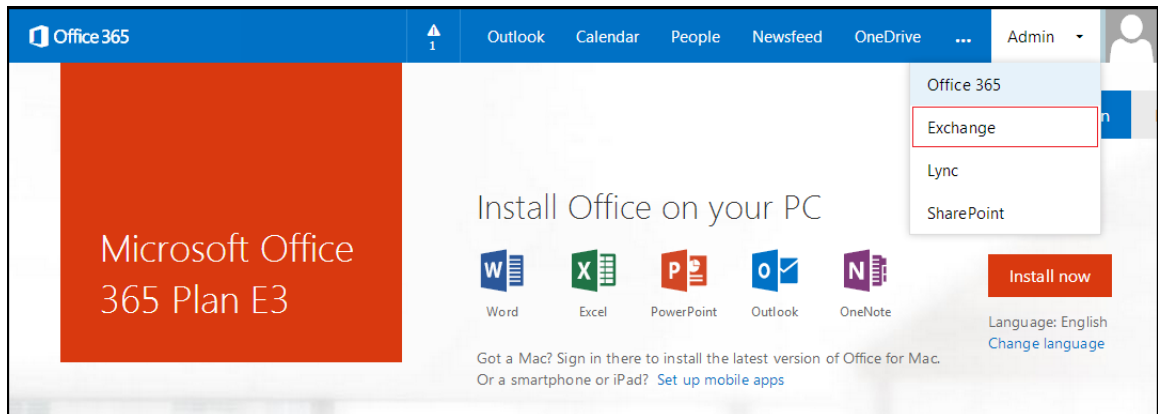 Office 365
1
Outlook Calendar People Newsfeed OneDrive ... Admin
Office 365
Exchange
n
Lync
SharePoint
Microsoft Office
365 Plan E3
Install Office on your PC
Word Excel PowerPoint Outlook OneNote
Install now
Language: English
Change language
Got a Mac? Sign in there to install the latest version of Office for Mac.
Or a smartphone or iPad? Set up mobile apps